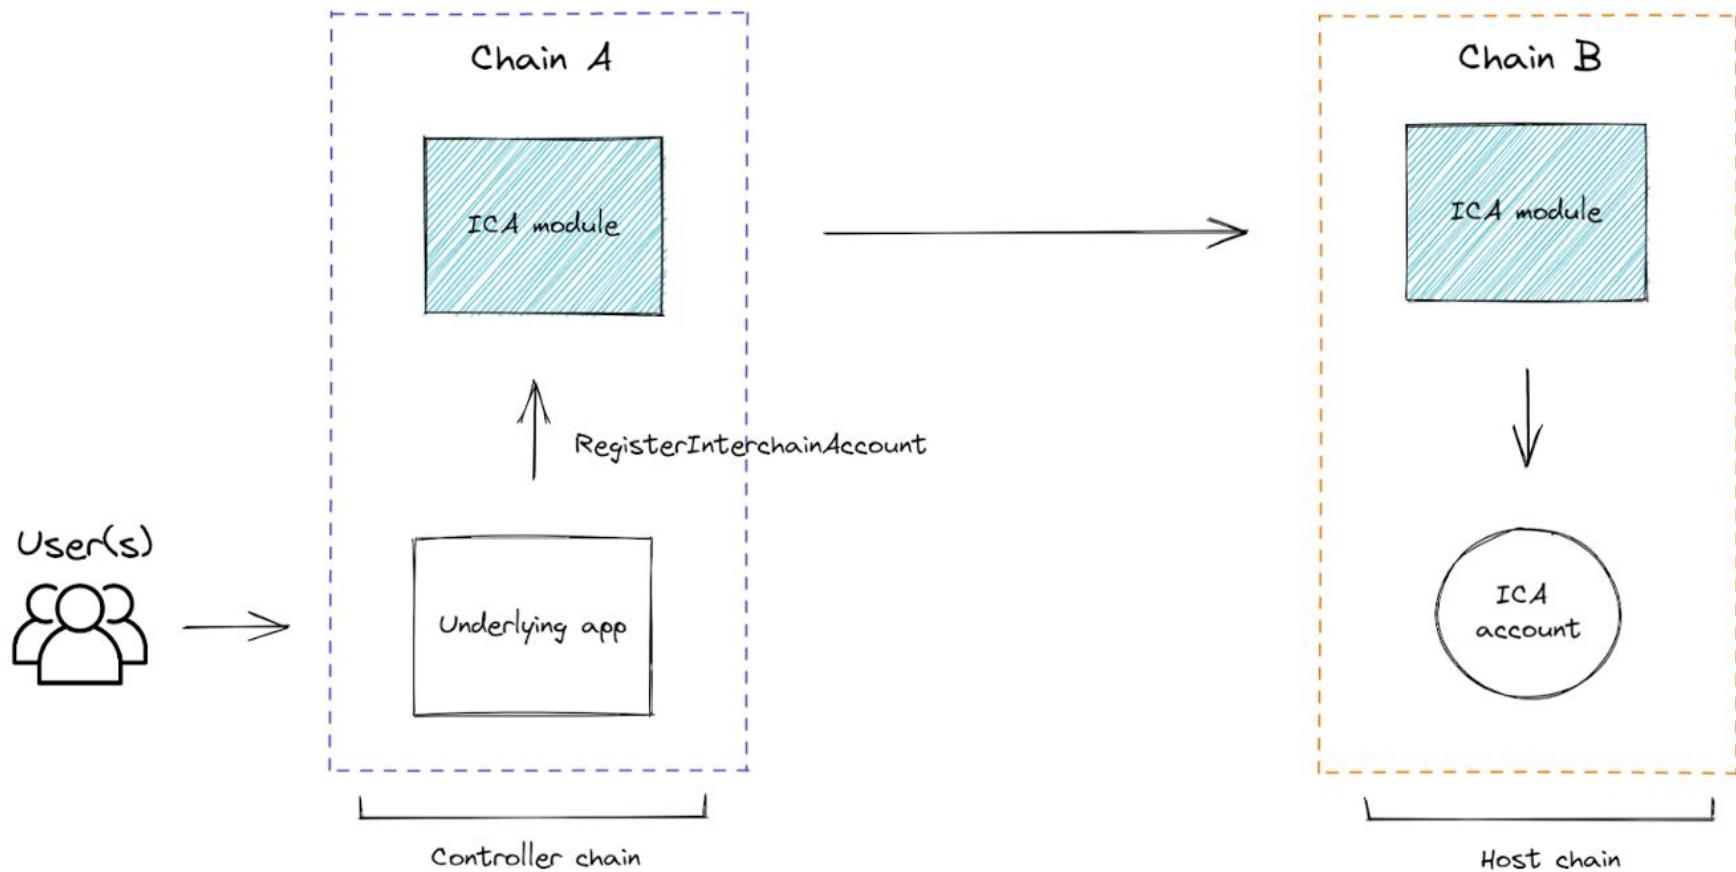 Chain A
Chain B
ICA module
ICA module
RegisterInterchainAccount
User(s)
Underlying app
ICA
account
Controller chain
Host chain